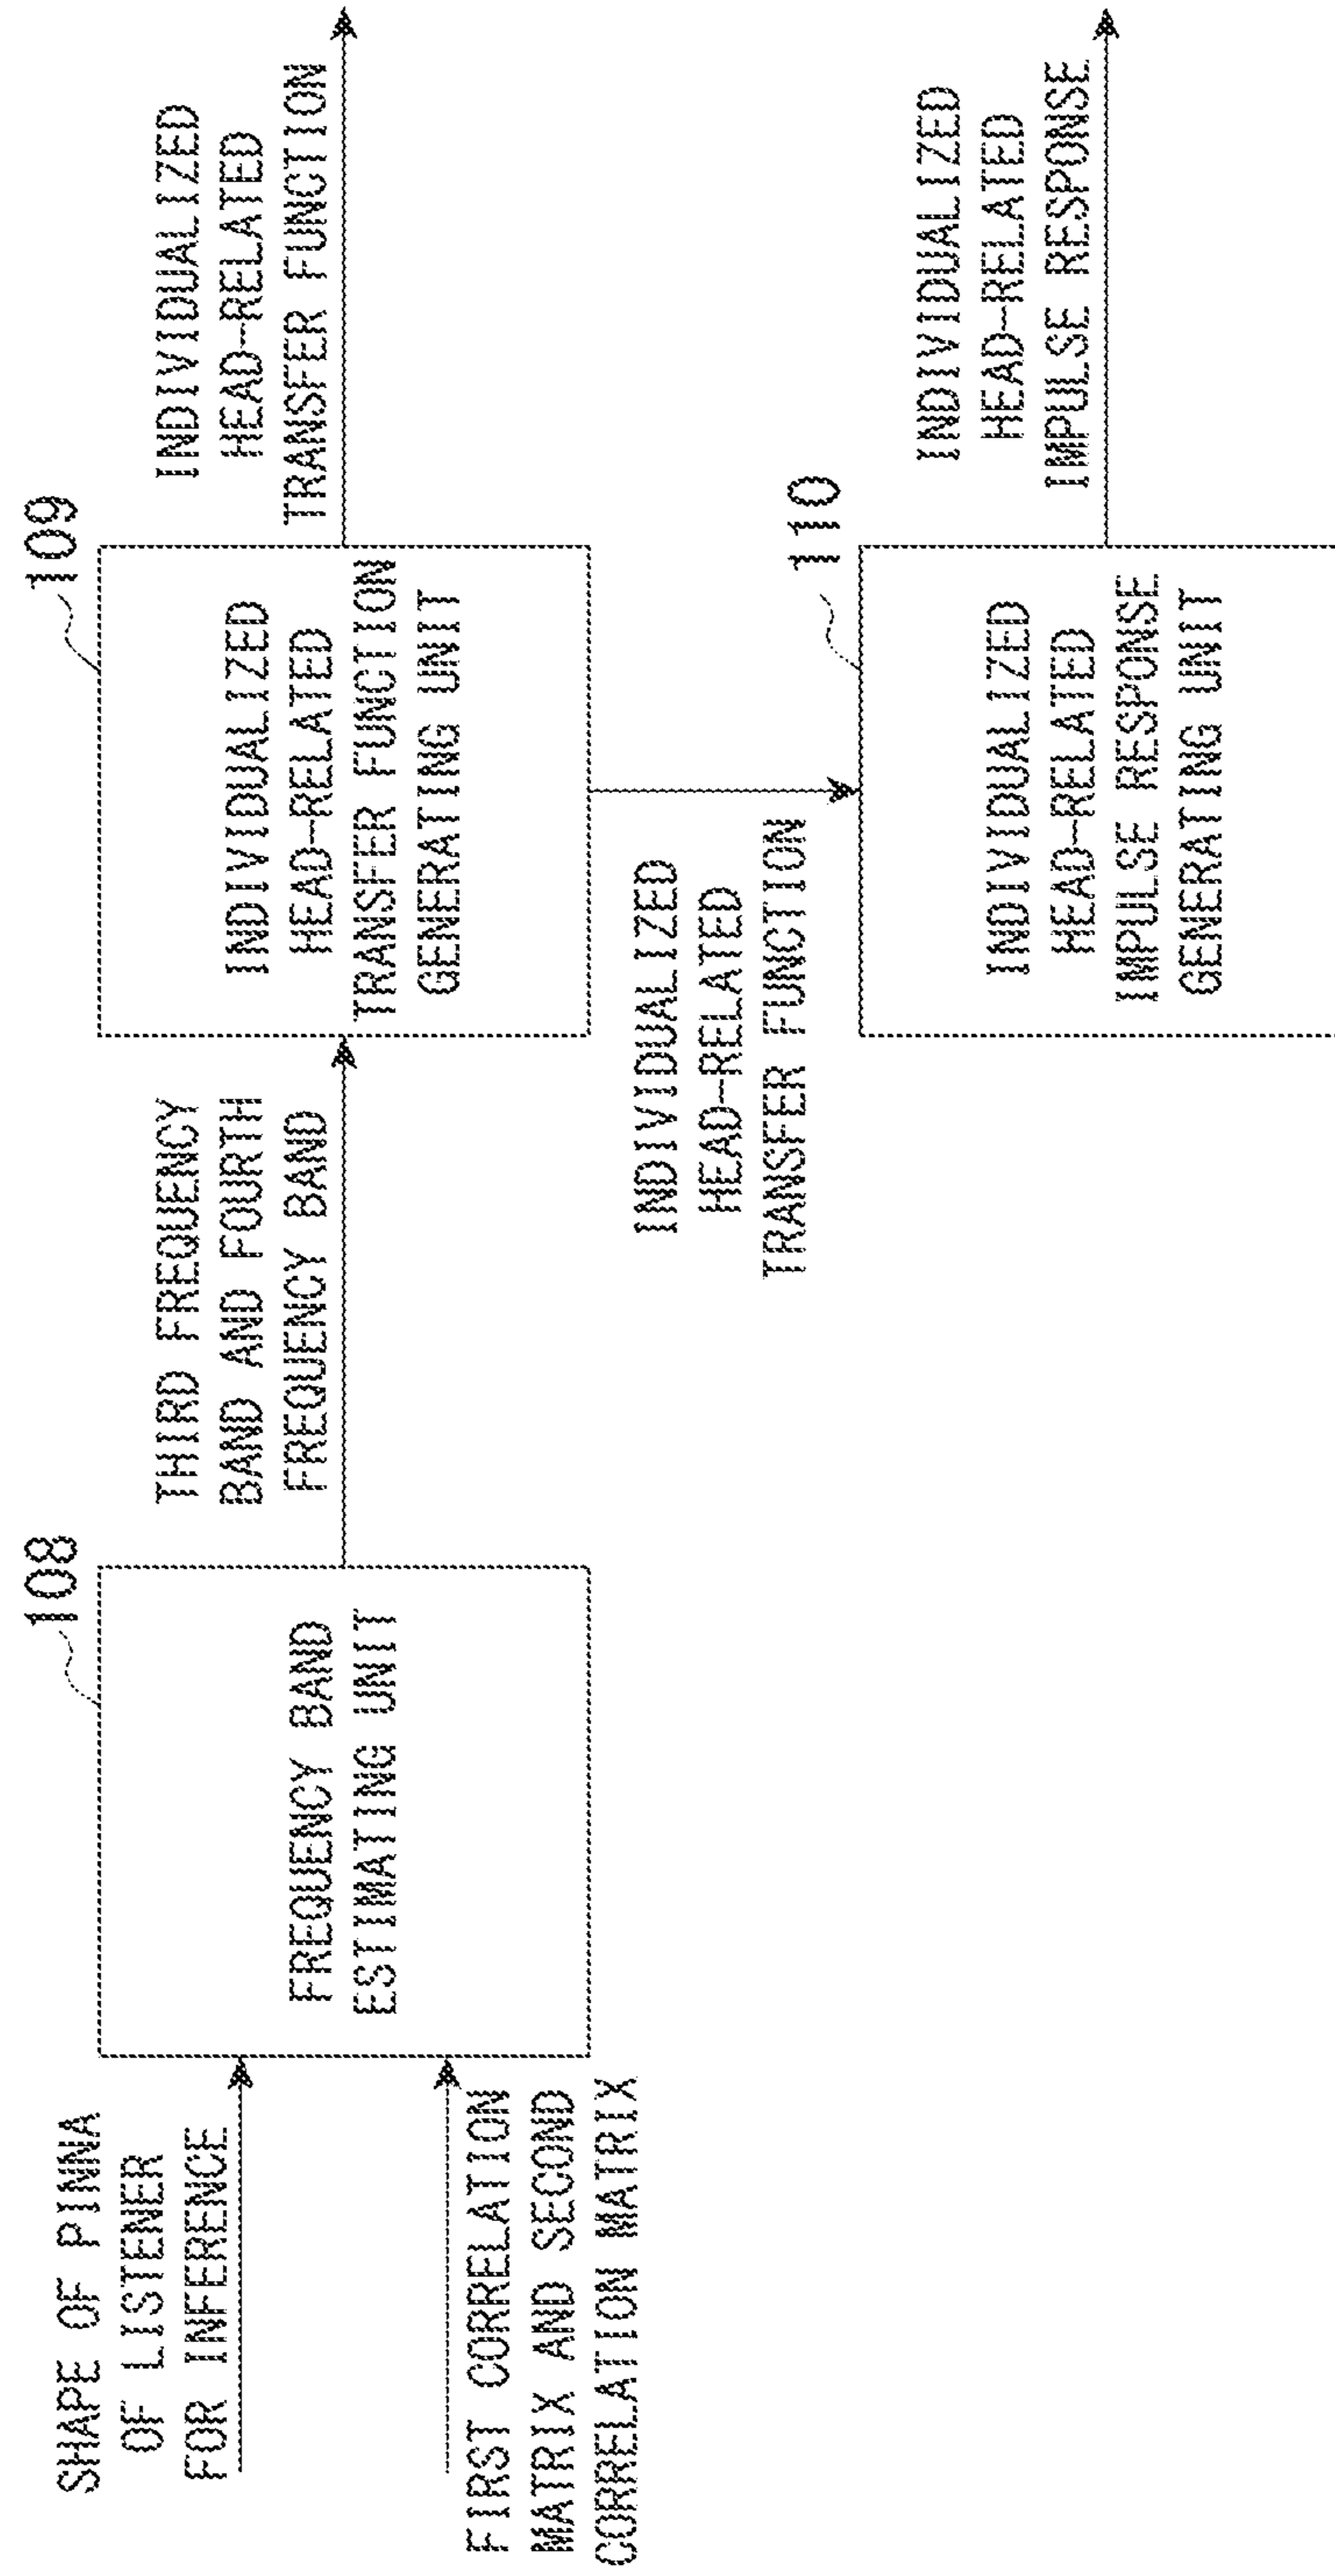 SHAPE OF PINNA
OF LISTENER
FOR INFERENCE
FIRST CORRELATION
MATRIX AND SECOND
CORRELATION MATRIX
108
FREQUENCY BAND
ESTIMATING UNIT
THIRD FREQUENCY
BAND AND FOURTH
FREQUENCY BAND
109
INDIVIDUALIZED
HEAD-RELATED
TRANSFER FUNCTION
GENERATING UNIT
INDIVIDUALIZED
HEAD-RELATED
TRANSFER FUNCTION
INDIVIDUALIZED
HEAD-RELATED
TRANSFER FUNCTION
110
INDIVIDUALIZED
HEAD-RELATED
IMPULSE RESPONSE
GENERATING UNIT
INDIVIDUALIZED
HEAD-RELATED
IMPULSE RESPONSE